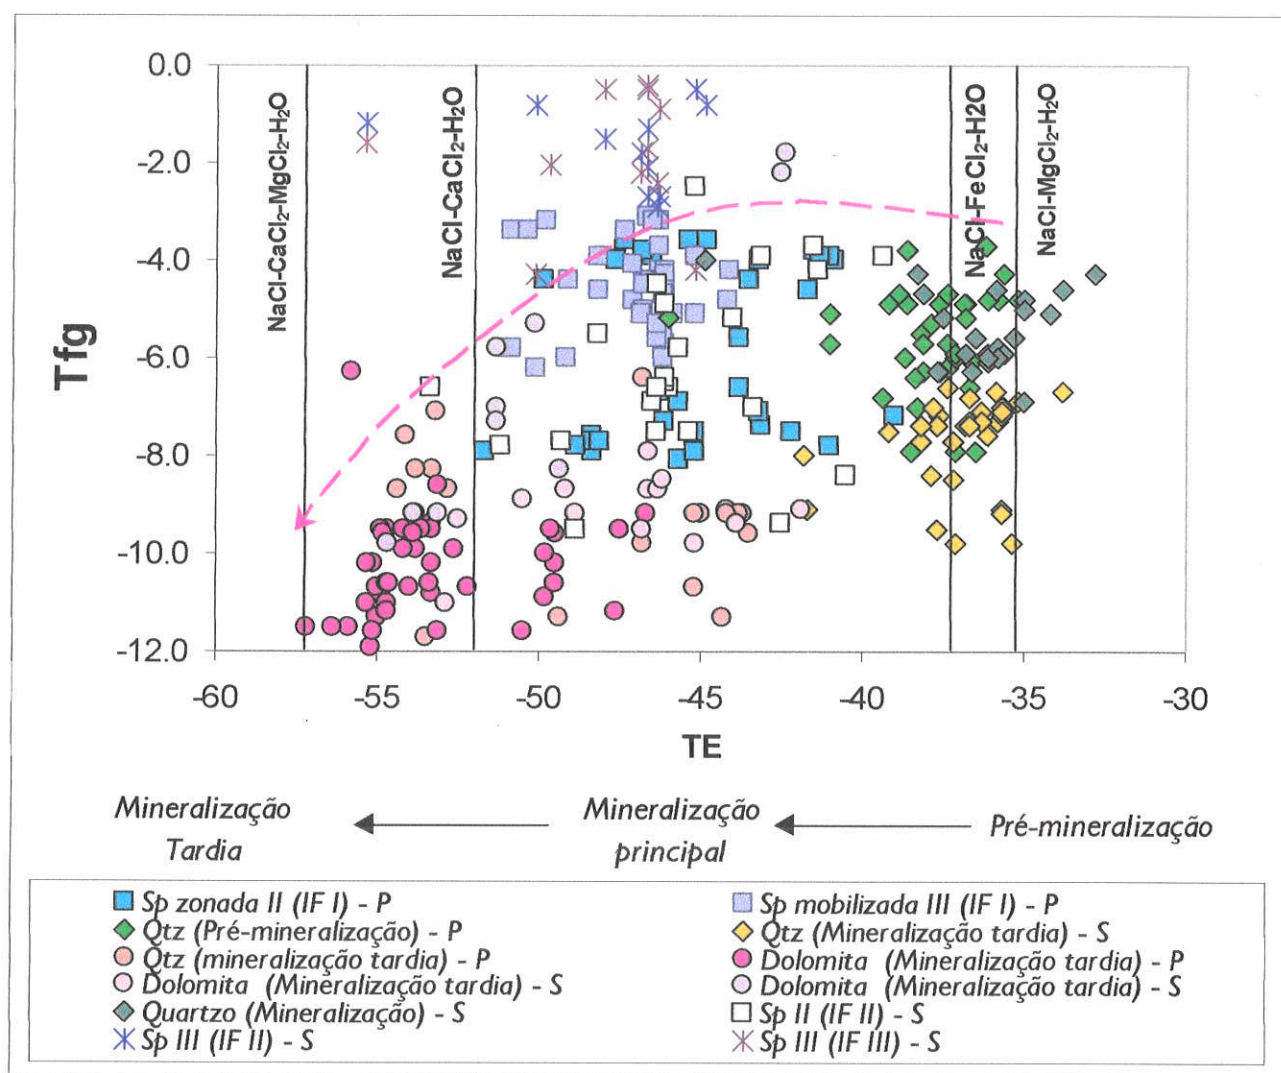 0.0
-2.0
-4.0
-6.0
-8.0
-10.0
-12.0
Tfg
NaCl-CaCl₂-MgCl₂-H₂O
NaCl-CaCl₂-H₂O
NaCl-FeCl₂-H2O
NaCl-MgCl₂-H₂O
-60
-55
-50
-45
-40
-35
-30
TE
Mineralização
Tardia
Mineralização
principal
Pré-mineralização
Sp zonada II (IF I) - P
Sp mobilizada III (IF I) - P
Qtz (Pré-mineralização) - P
Qtz (Mineralização tardia) - S
Qtz (mineralização tardia) - P
Dolomita (Mineralização tardia) - P
Dolomita (Mineralização tardia) - S
Dolomita (Mineralização tardia) - S
Quartzo (Mineralização) - S
Sp II (IF II) - S
Sp III (IF II) - S
Sp III (IF III) - S